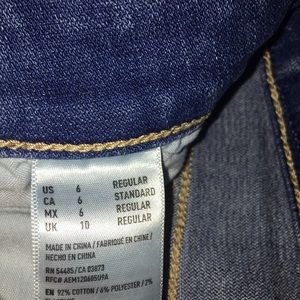 US 6 REGULAR
CA 6 STANDARD
MX 6 REGULAR
UK 10 REGULAR
MADE IN CHINA / FABRIQUÉ EN CHINE /
HECHO EN CHINA
RN 54485/CA 03873
RFC# AEM120605U9A
EN 92% COTTON / 6% POLYESTER / 2%